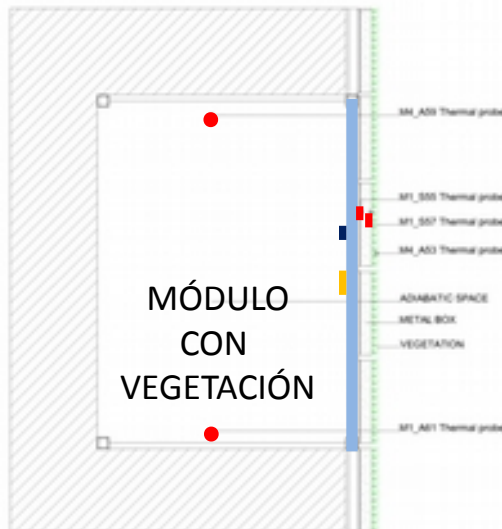 M4_A59 Thermal probe
M1_S55 Thermal probe
M1_S57 Thermal probe
M4_A53 Thermal probe
MÓDULO
CON
VEGETACIÓN
ADIABATIC SPACE
METAL BOX
VEGETATION
M1_A61 Thermal probe